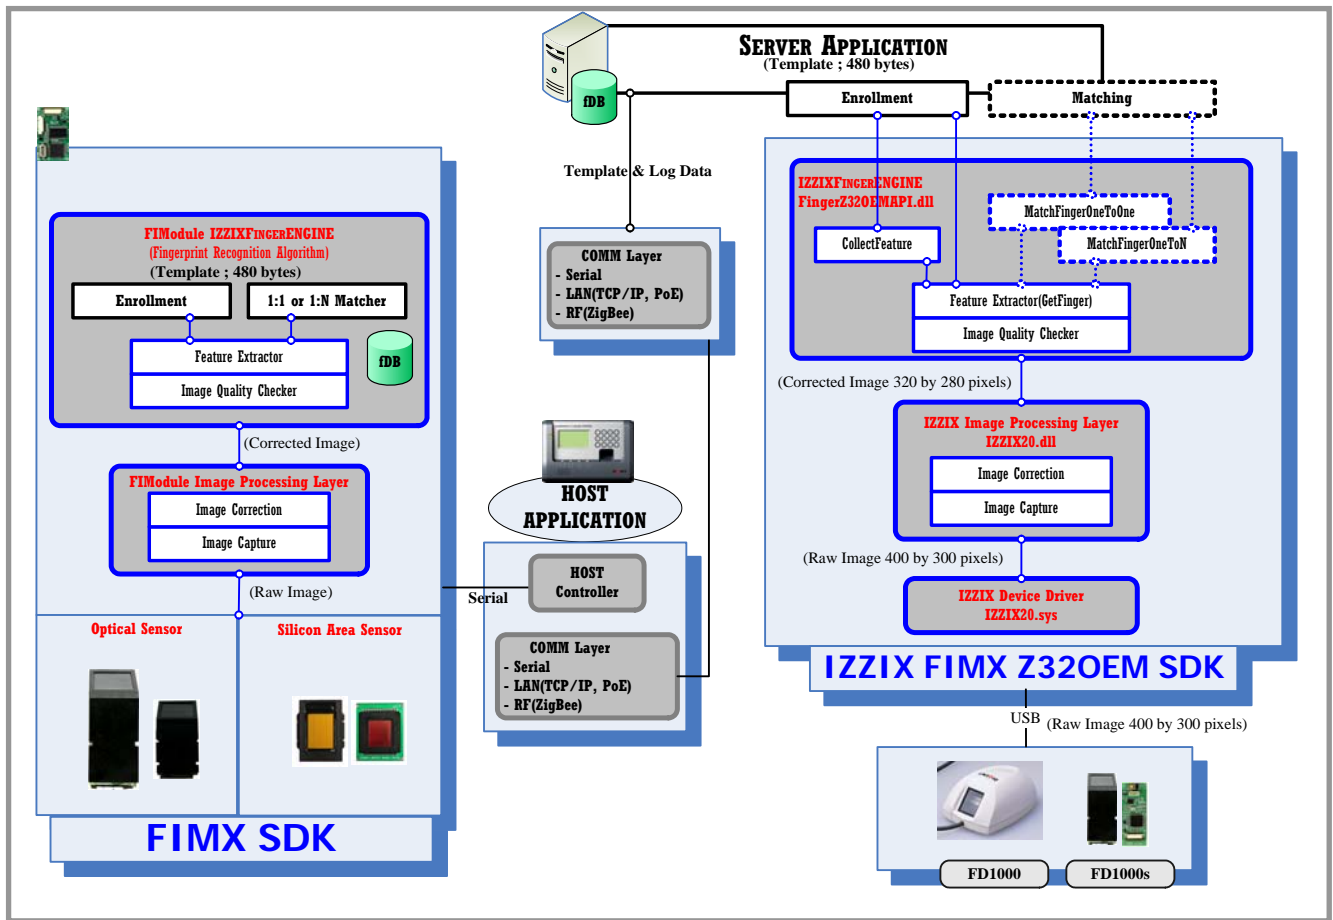 SERVER APPLICATION
(Template ; 480 bytes)
fDB
Enrollment
Matching
Template & Log Data
FIModule IZZIXFINGERENGINE
(Fingerprint Recognition Algorithm)
(Template ; 480 bytes)
Enrollment
1:1 or 1:N Matcher
Feature Extractor
Image Quality Checker
fDB
(Corrected Image)
FIModule Image Processing Layer
Image Correction
Image Capture
(Raw Image)
Optical Sensor
Silicon Area Sensor
FIMX SDK
COMM Layer
- Serial
- LAN(TCP/IP, PoE)
- RF(ZigBee)
HOST
APPLICATION
HOST
Controller
Serial
COMM Layer
- Serial
- LAN(TCP/IP, PoE)
- RF(ZigBee)
IZZIXFINGERENGINE
FingerZ32OEMAPI.dll
MatchFingerOneToOne
MatchFingerOneToN
CollectFeature
Feature Extractor(GetFinger)
Image Quality Checker
(Corrected Image 320 by 280 pixels)
IZZIX Image Processing Layer
IZZIX20.dll
Image Correction
Image Capture
(Raw Image 400 by 300 pixels)
IZZIX Device Driver
IZZIX20.sys
IZZIX FIMX Z32OEM SDK
USB
(Raw Image 400 by 300 pixels)
FD1000
FD1000s